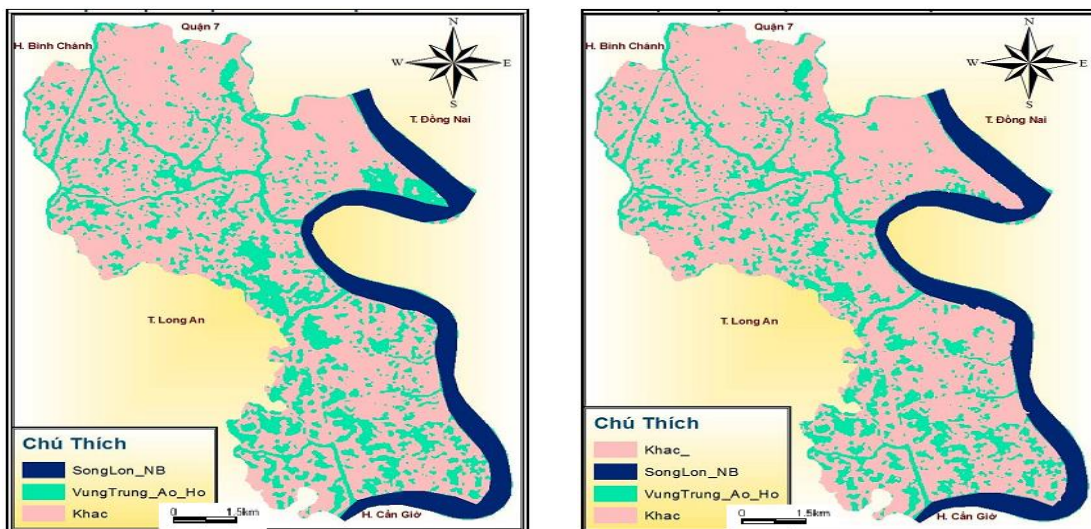 Quận 7
H. Bình Chánh
N
W
E
S
T. Đồng Nai
T. Long An
Chú Thích
SongLon_NB
VungTrung_Ao_Ho
Khac
0 1.5km
H. Cần Giờ
Quận 7
H. Bình Chánh
N
W
E
S
T. Đồng Nai
T. Long An
Chú Thích
Khac_
SongLon_NB
VungTrung_Ao_Ho
Khac
0 1.5km
H. Cần Giờ